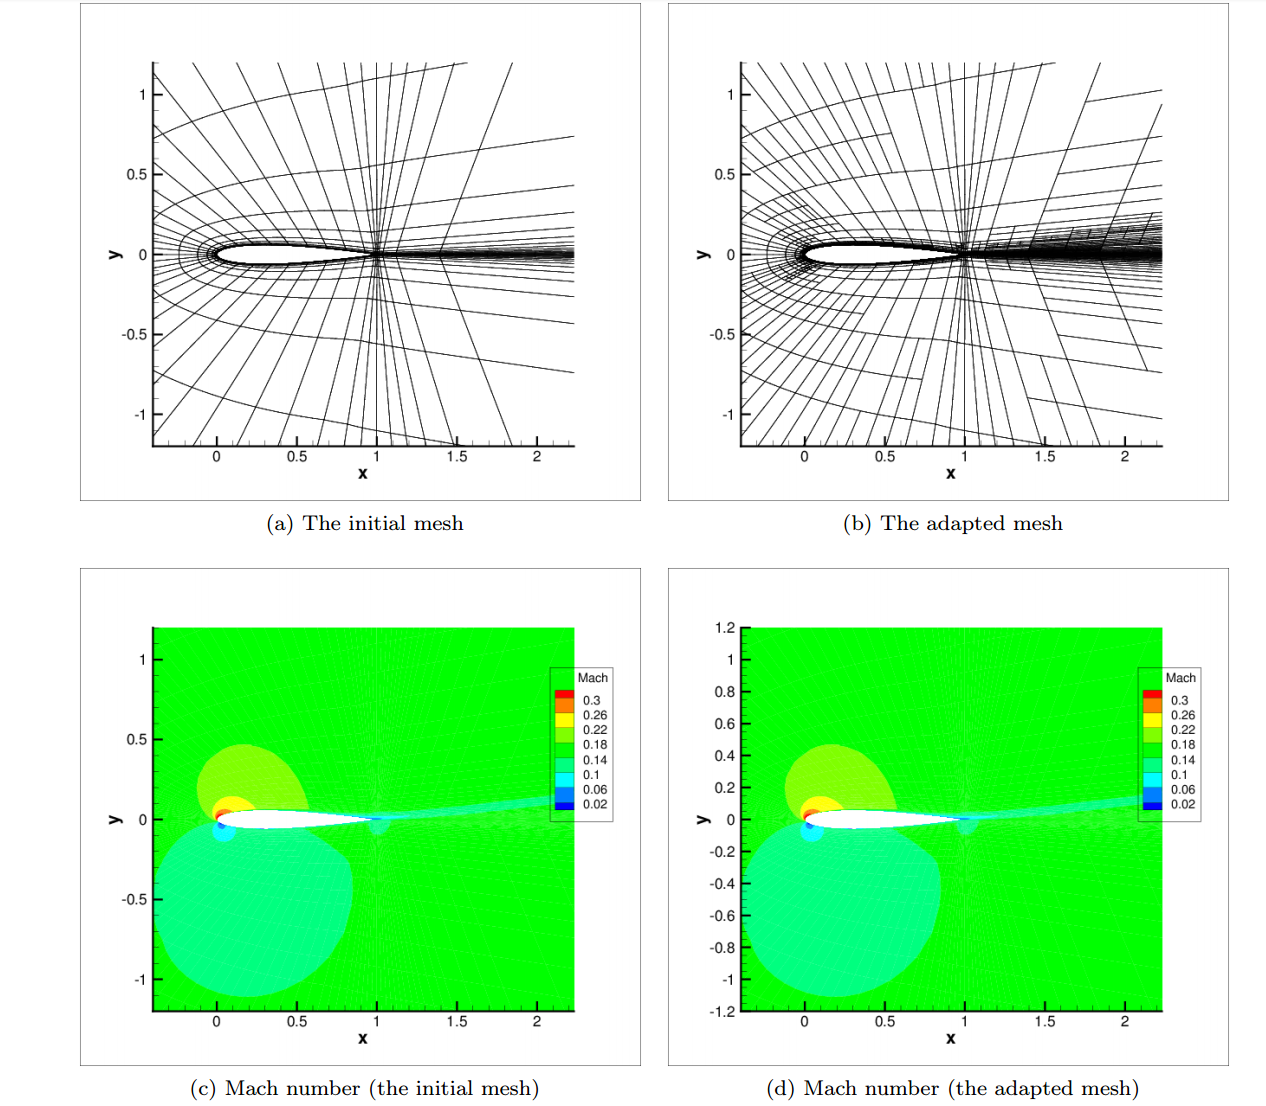 1
0.5
0
-0.5
-1
y
0 0.5 1 1.5 2
x
(a) The initial mesh
1
0.5
0
-0.5
-1
y
0 0.5 1 1.5 2
x
(b) The adapted mesh
1
0.5
0
-0.5
-1
y
0 0.5 1 1.5 2
x
Mach
0.3
0.26
0.22
0.18
0.14
0.1
0.06
0.02
(c) Mach number (the initial mesh)
1.2
1
0.8
0.6
0.4
0.2
0
-0.2
-0.4
-0.6
-0.8
-1
-1.2
y
0 0.5 1 1.5 2
x
Mach
0.3
0.26
0.22
0.18
0.14
0.1
0.06
0.02
(d) Mach number (the adapted mesh)